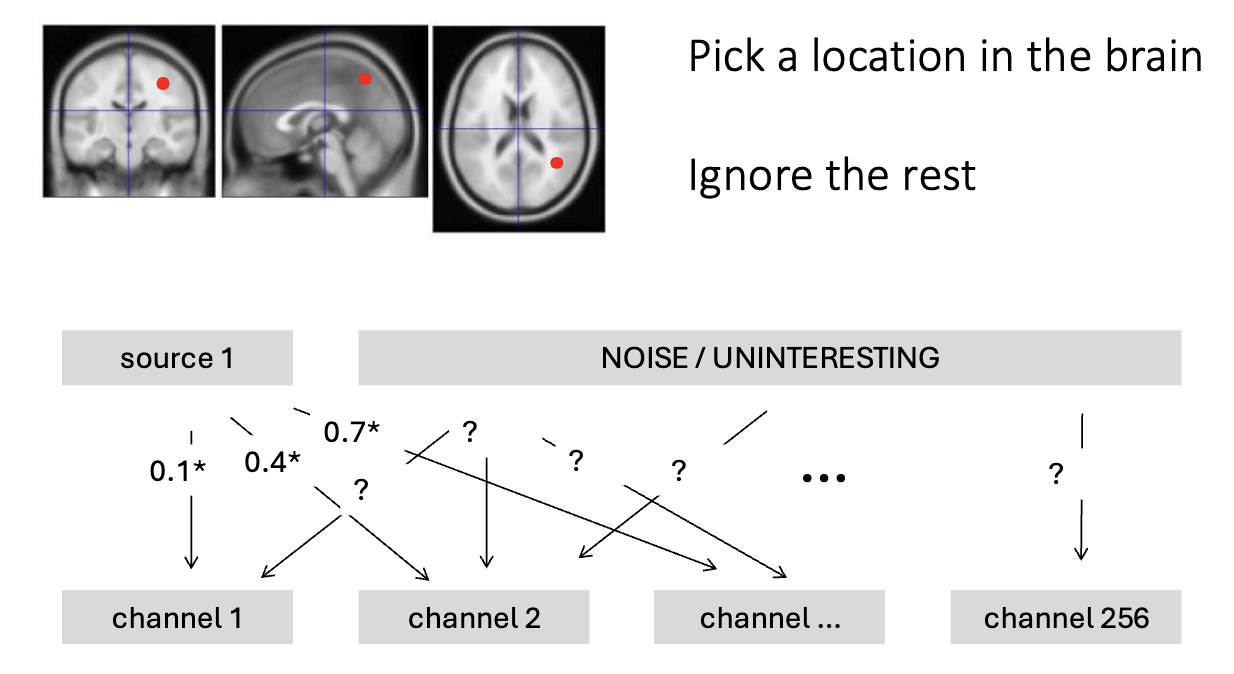 Pick a location in the brain
Ignore the rest
source 1
NOISE / UNINTERESTING
0.7*
?
0.1*
0.4*
?
?
?
...
?
channel 1
channel 2
channel ...
channel 256